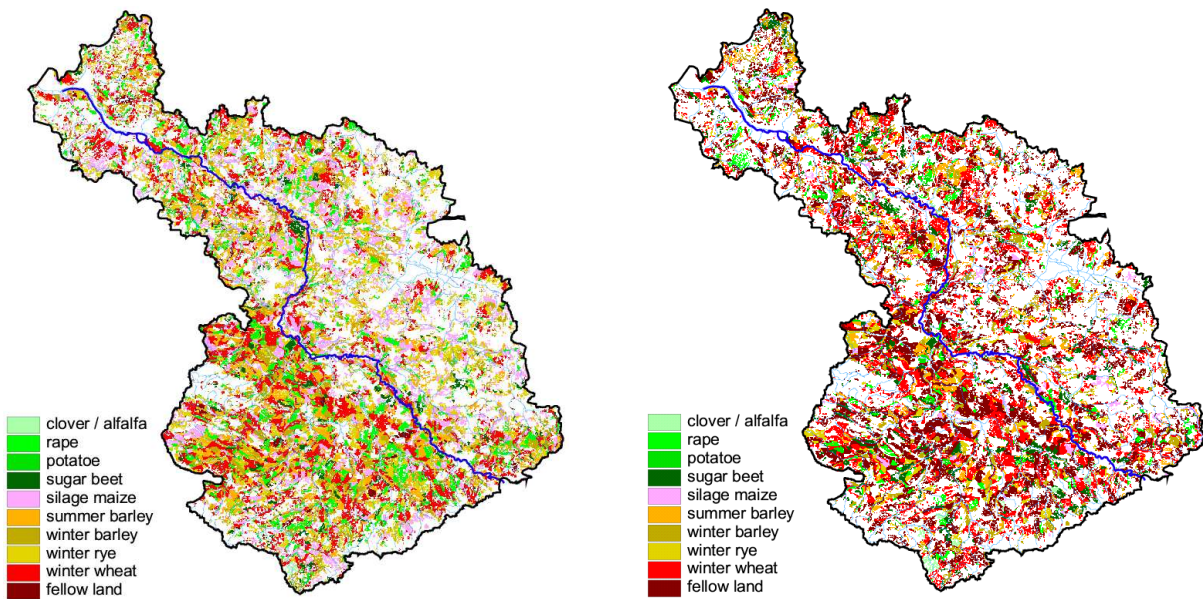 clover / alfalfa
rape
potatoe
sugar beet
silage maize
summer barley
winter barley
winter rye
winter wheat
fellow land
clover / alfalfa
rape
potatoe
sugar beet
silage maize
summer barley
winter barley
winter rye
winter wheat
fellow land